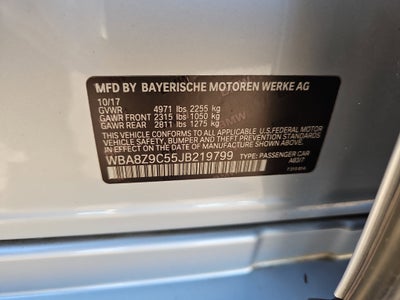 MFD BY BAYERISCHE MOTOREN WERKE AG
10/17
GVWR 4971 lbs 2255 kg
GAWR FRONT 2315 lbs 1050 kg
GAWR REAR 2811 lbs 1275 kg
THIS VEHICLE CONFORMS TO ALL APPLICABLE U.S. FEDERAL MOTOR
VEHICLE SAFETY, BUMPER AND THEFT PREVENTION STANDARDS
IN EFFECT ON THE DATE OF MANUFACTURE SHOWN ABOVE.
WBA8Z9C55JB219799 TYPE: PASSENGER CAR